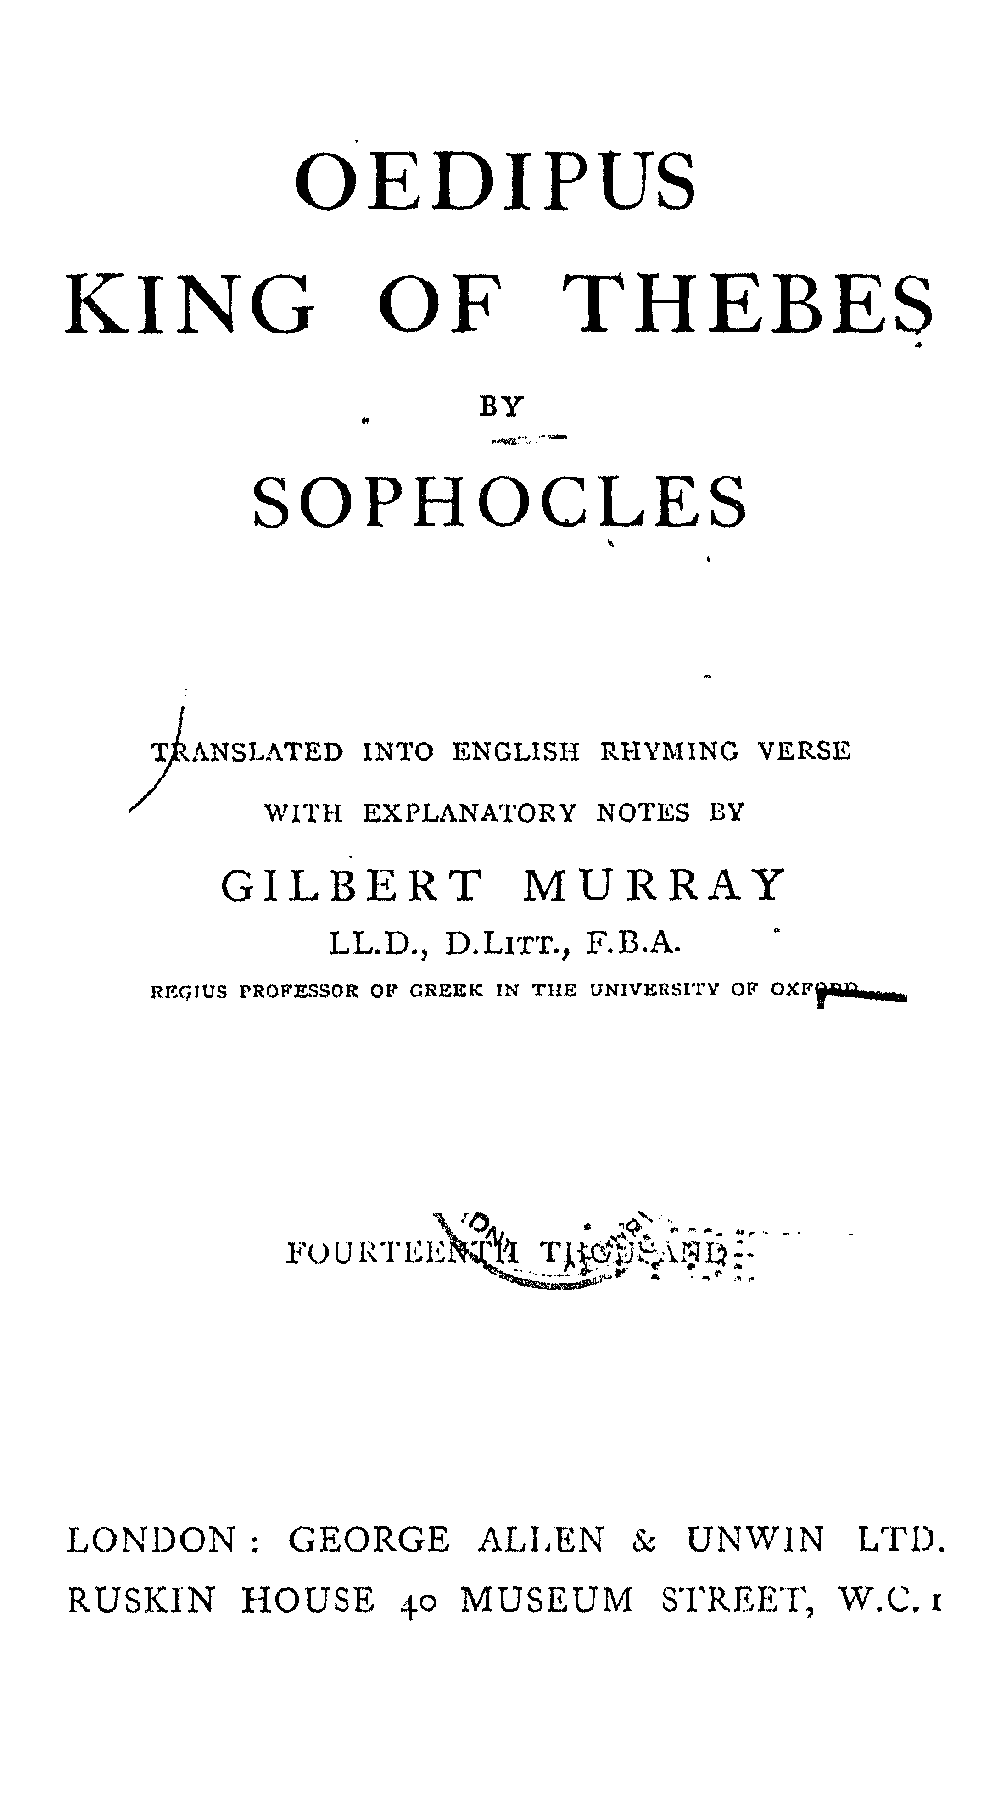 OEDIPUS
KING OF THEBES
BY
SOPHOCLES
TRANSLATED INTO ENGLISH RHYMING VERSE
WITH EXPLANATORY NOTES BY
GILBERT MURRAY
LL.D., D.LITT., F.B.A.
REGIUS PROFESSOR OF GREEK IN THE UNIVERSITY OF OXFORD
FOURTEENTH THOUSAND
LONDON: GEORGE ALLEN & UNWIN LTD.
RUSKIN HOUSE 40 MUSEUM STREET, W.C. 1